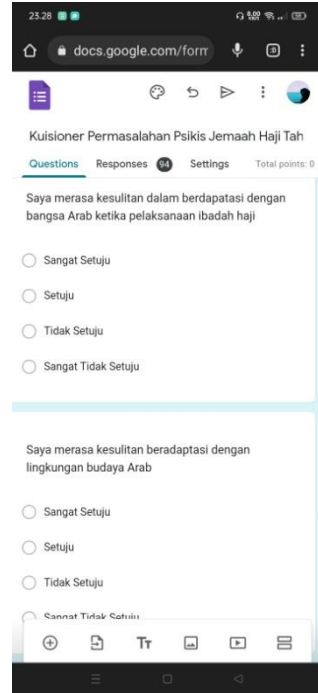 23.28
docs.google.com/form
Kuisioner Permasalahan Psikis Jemaah Haji Tah
Questions Responses 94 Settings Total points: 0
Saya merasa kesulitan dalam berdapatasi dengan
bangsa Arab ketika pelaksanaan ibadah haji
Sangat Setuju
Setuju
Tidak Setuju
Sangat Tidak Setuju
Saya merasa kesulitan beradaptasi dengan
lingkungan budaya Arab
Sangat Setuju
Setuju
Tidak Setuju
Sangat Tidak Setuju
Tт